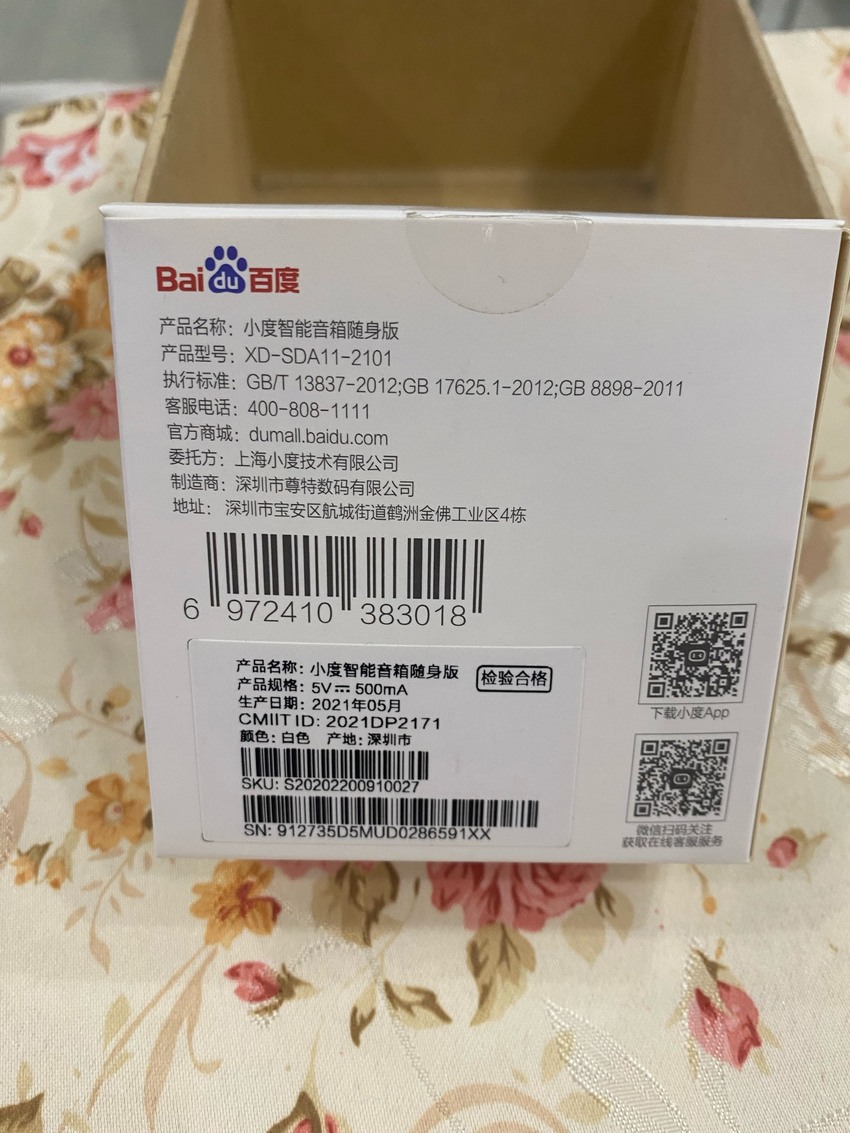 Bai du 百度
产品名称：小度智能音箱随身版
产品型号：XD-SDA11-2101
执行标准：GB/T 13837-2012;GB 17625.1-2012;GB 8898-2011
客服电话：400-808-1111
官方商城：dumall.baidu.com
委托方：上海小度技术有限公司
制造商：深圳市尊特数码有限公司
地址：深圳市宝安区航城街道鹤洲金佛工业区4栋
6 972410 383018
产品名称：小度智能音箱随身版
检验合格
产品规格：5V⎓500mA
生产日期：2021年05月
CMIIT ID: 2021DP2171
颜色：白色 产地：深圳市
SKU: S20202200910027
SN: 912735D5MUD0286591XX
下载小度App
微信扫码关注
获取在线客服服务